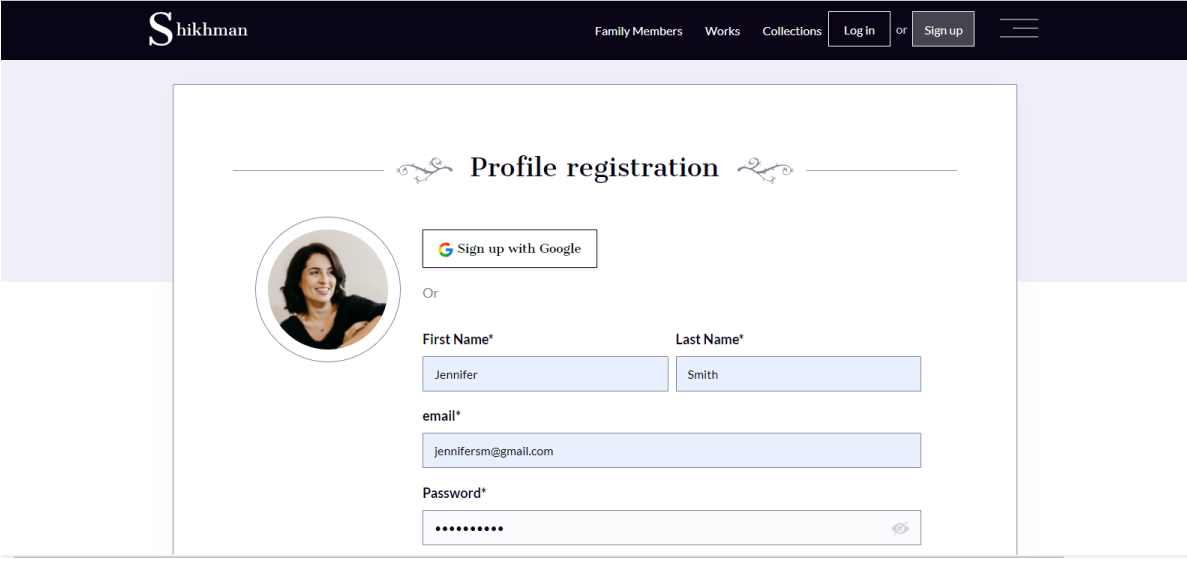 Shikhman
Family Members Works Collections Log in or Sign up
Profile registration
Sign up with Google
Or
First Name* Last Name*
Jennifer Smith
email*
jennifersm@gmail.com
Password*
••••••••••